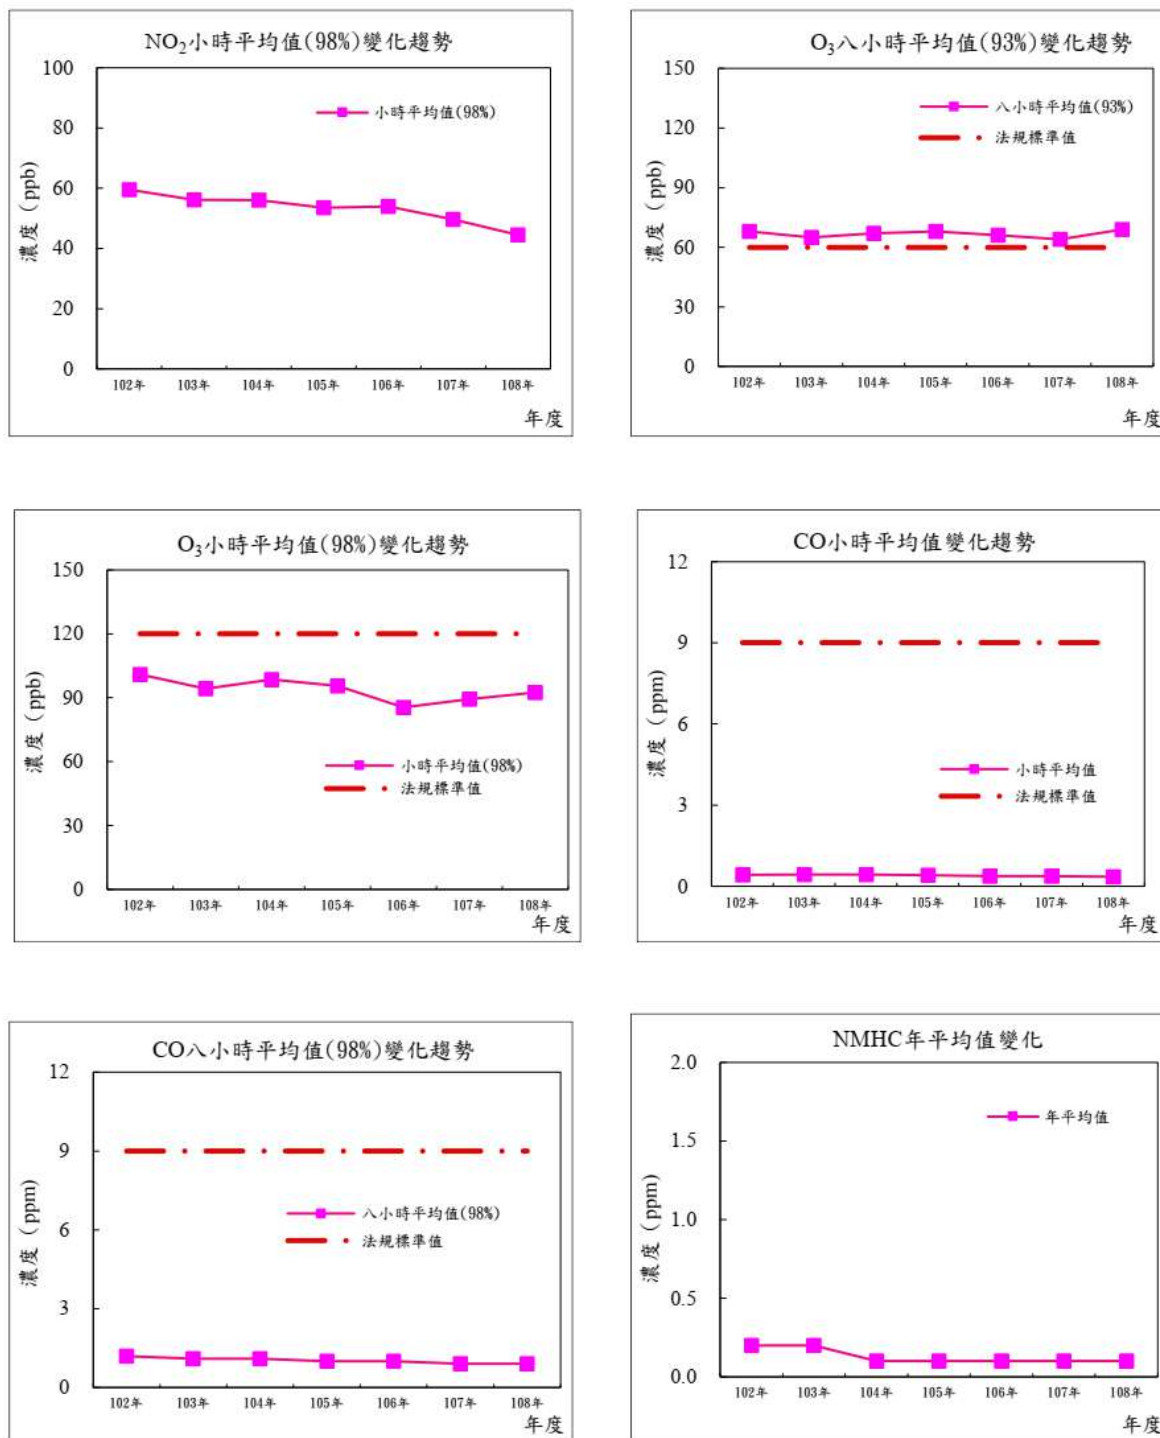 NO₂小時平均值(98%)變化趨勢
100
80
60
40
20
0
濃度（ppb)
小時平均值(98%)
102年 103年 104年 105年 106年 107年 108年
年度
O₃八小時平均值(93%)變化趨勢
150
120
90
60
30
0
濃度（ppb)
八小時平均值(93%)
法規標準值
102年 103年 104年 105年 106年 107年 108年
年度
O₃小時平均值(98%)變化趨勢
150
120
90
60
30
0
濃度（ppb)
小時平均值(98%)
法規標準值
102年 103年 104年 105年 106年 107年 108年
年度
CO小時平均值變化趨勢
12
9
6
3
0
濃度（ppm)
小時平均值
法規標準值
102年 103年 104年 105年 106年 107年 108年
年度
CO八小時平均值(98%)變化趨勢
12
9
6
3
0
濃度（ppm)
八小時平均值(98%)
法規標準值
102年 103年 104年 105年 106年 107年 108年
年度
NMHC年平均值變化
2.0
1.5
1.0
0.5
0.0
濃度（ppm)
年平均值
102年 103年 104年 105年 106年 107年 108年
年度